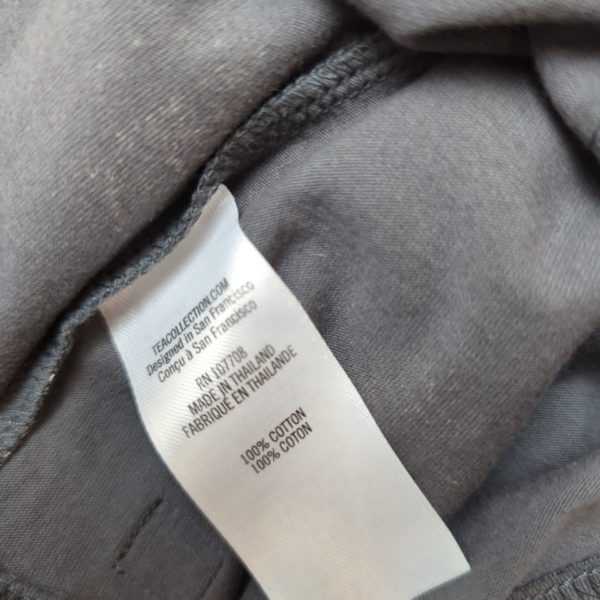 TEACOLLECTION.COM
Designed in San Francisco
Conçu à San Francisco
RN 107708
MADE IN THAILAND
FABRIQUÉ EN THAÏLANDE
100% COTTON
100% COTON